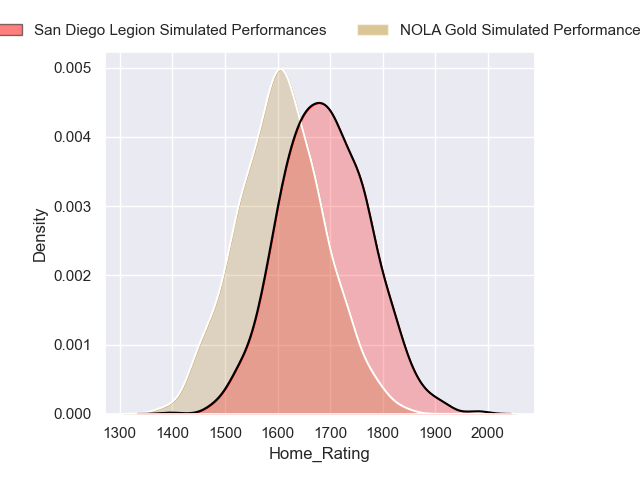 San Diego Legion Simulated Performances NOLA Gold Simulated Performance
0.005
0.004
0.003
0.002
0.001
0.000
Density
1300 1400 1500 1600 1700 1800 1900 2000
Home_Rating